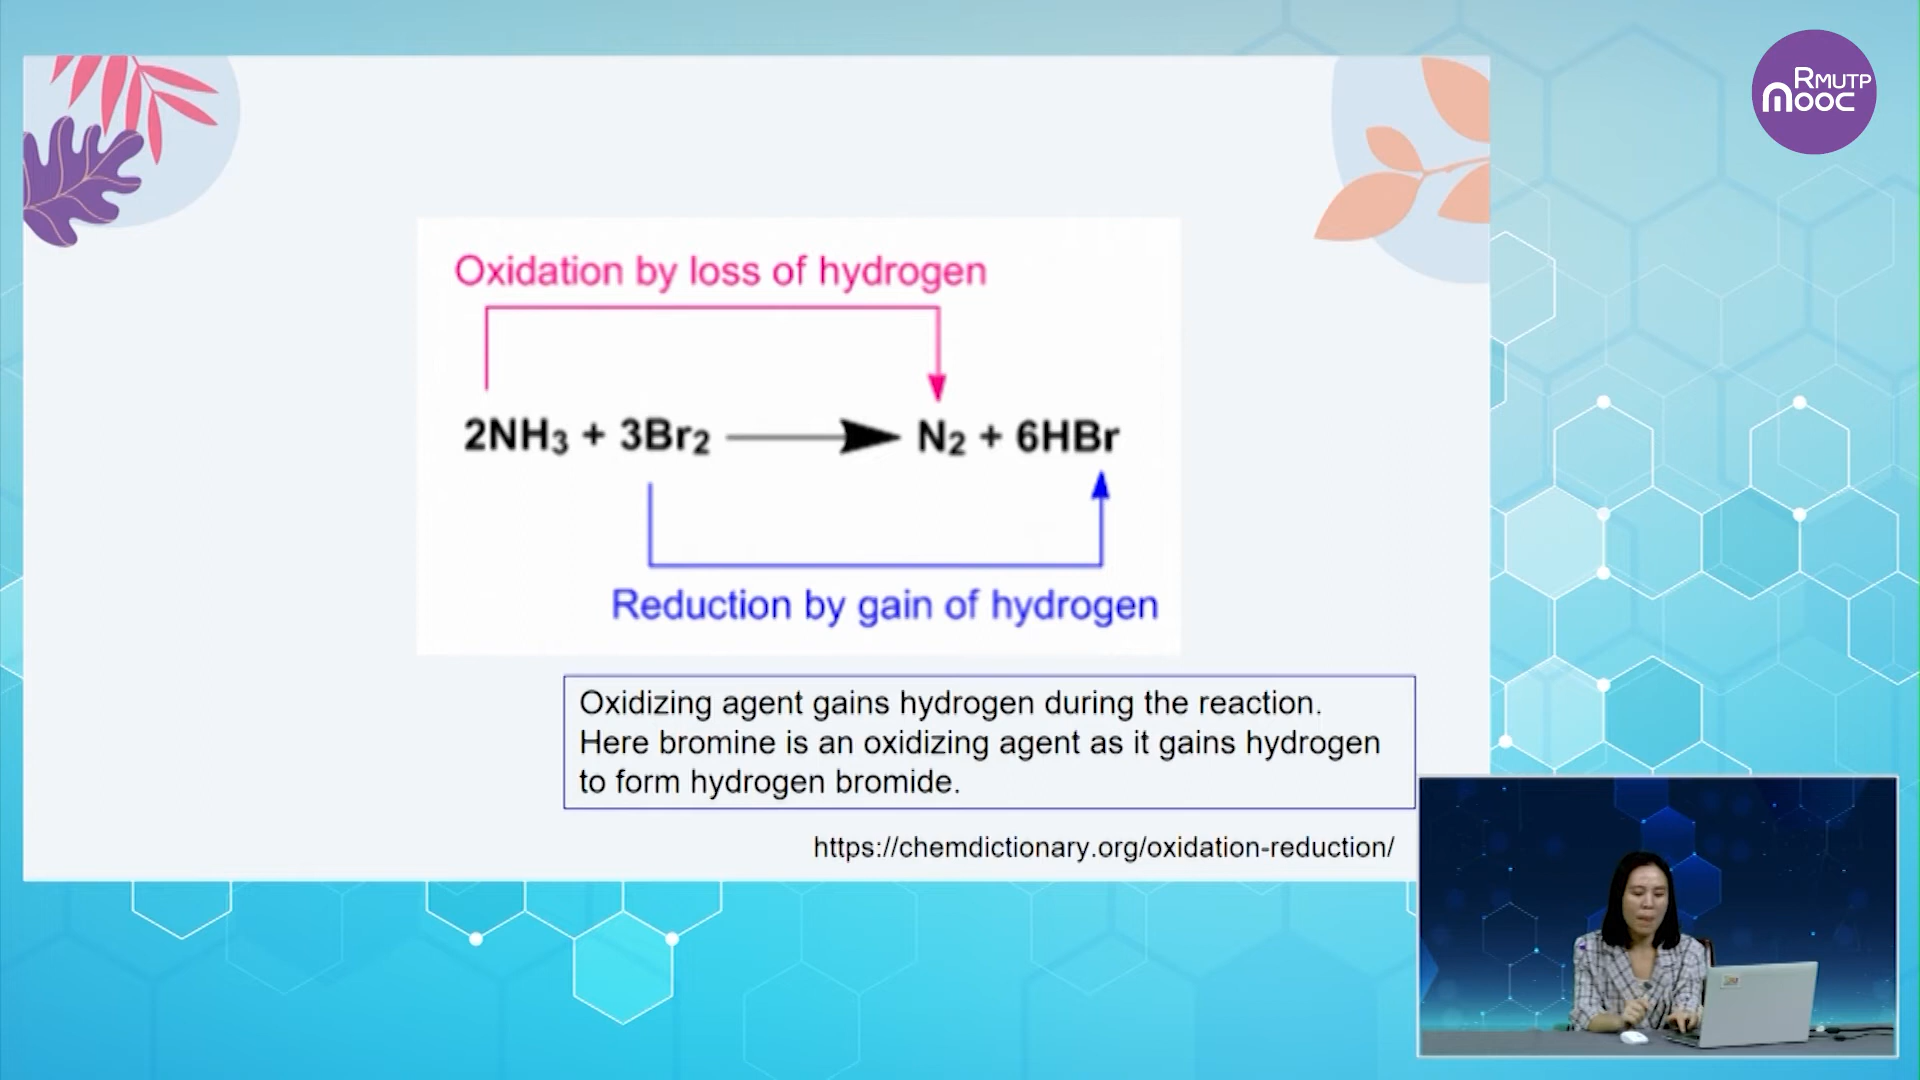 RMUTP
mooc
Oxidation by loss of hydrogen
2NH3 + 3Br2 → N2 + 6HBr
Reduction by gain of hydrogen
Oxidizing agent gains hydrogen during the reaction.
Here bromine is an oxidizing agent as it gains hydrogen
to form hydrogen bromide.
https://chemdictionary.org/oxidation-reduction/